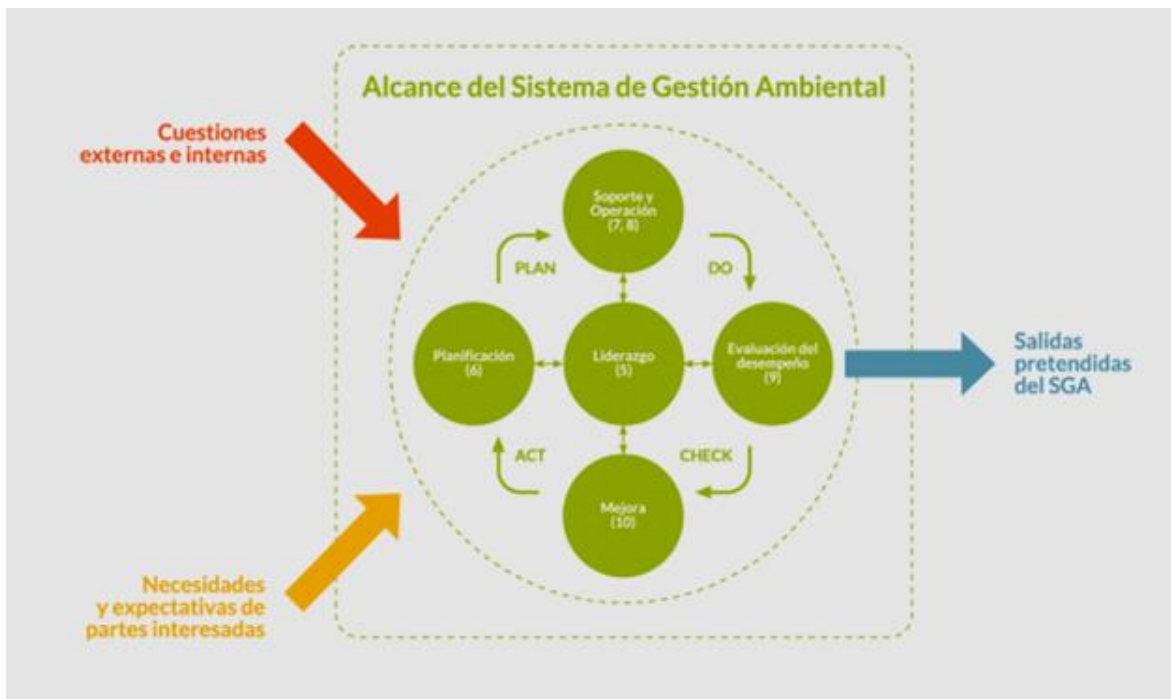 Alcance del Sistema de Gestión Ambiental
Cuestiones
externas e internas
Soporte y
Operación
(7, 8)
PLAN
DO
Planificación
(6)
Liderazgo
(5)
Evaluación del
desempeño
(9)
Salidas
pretendidas
del SGA
ACT
CHECK
Mejora
(10)
Necesidades
y expectativas de
partes interesadas